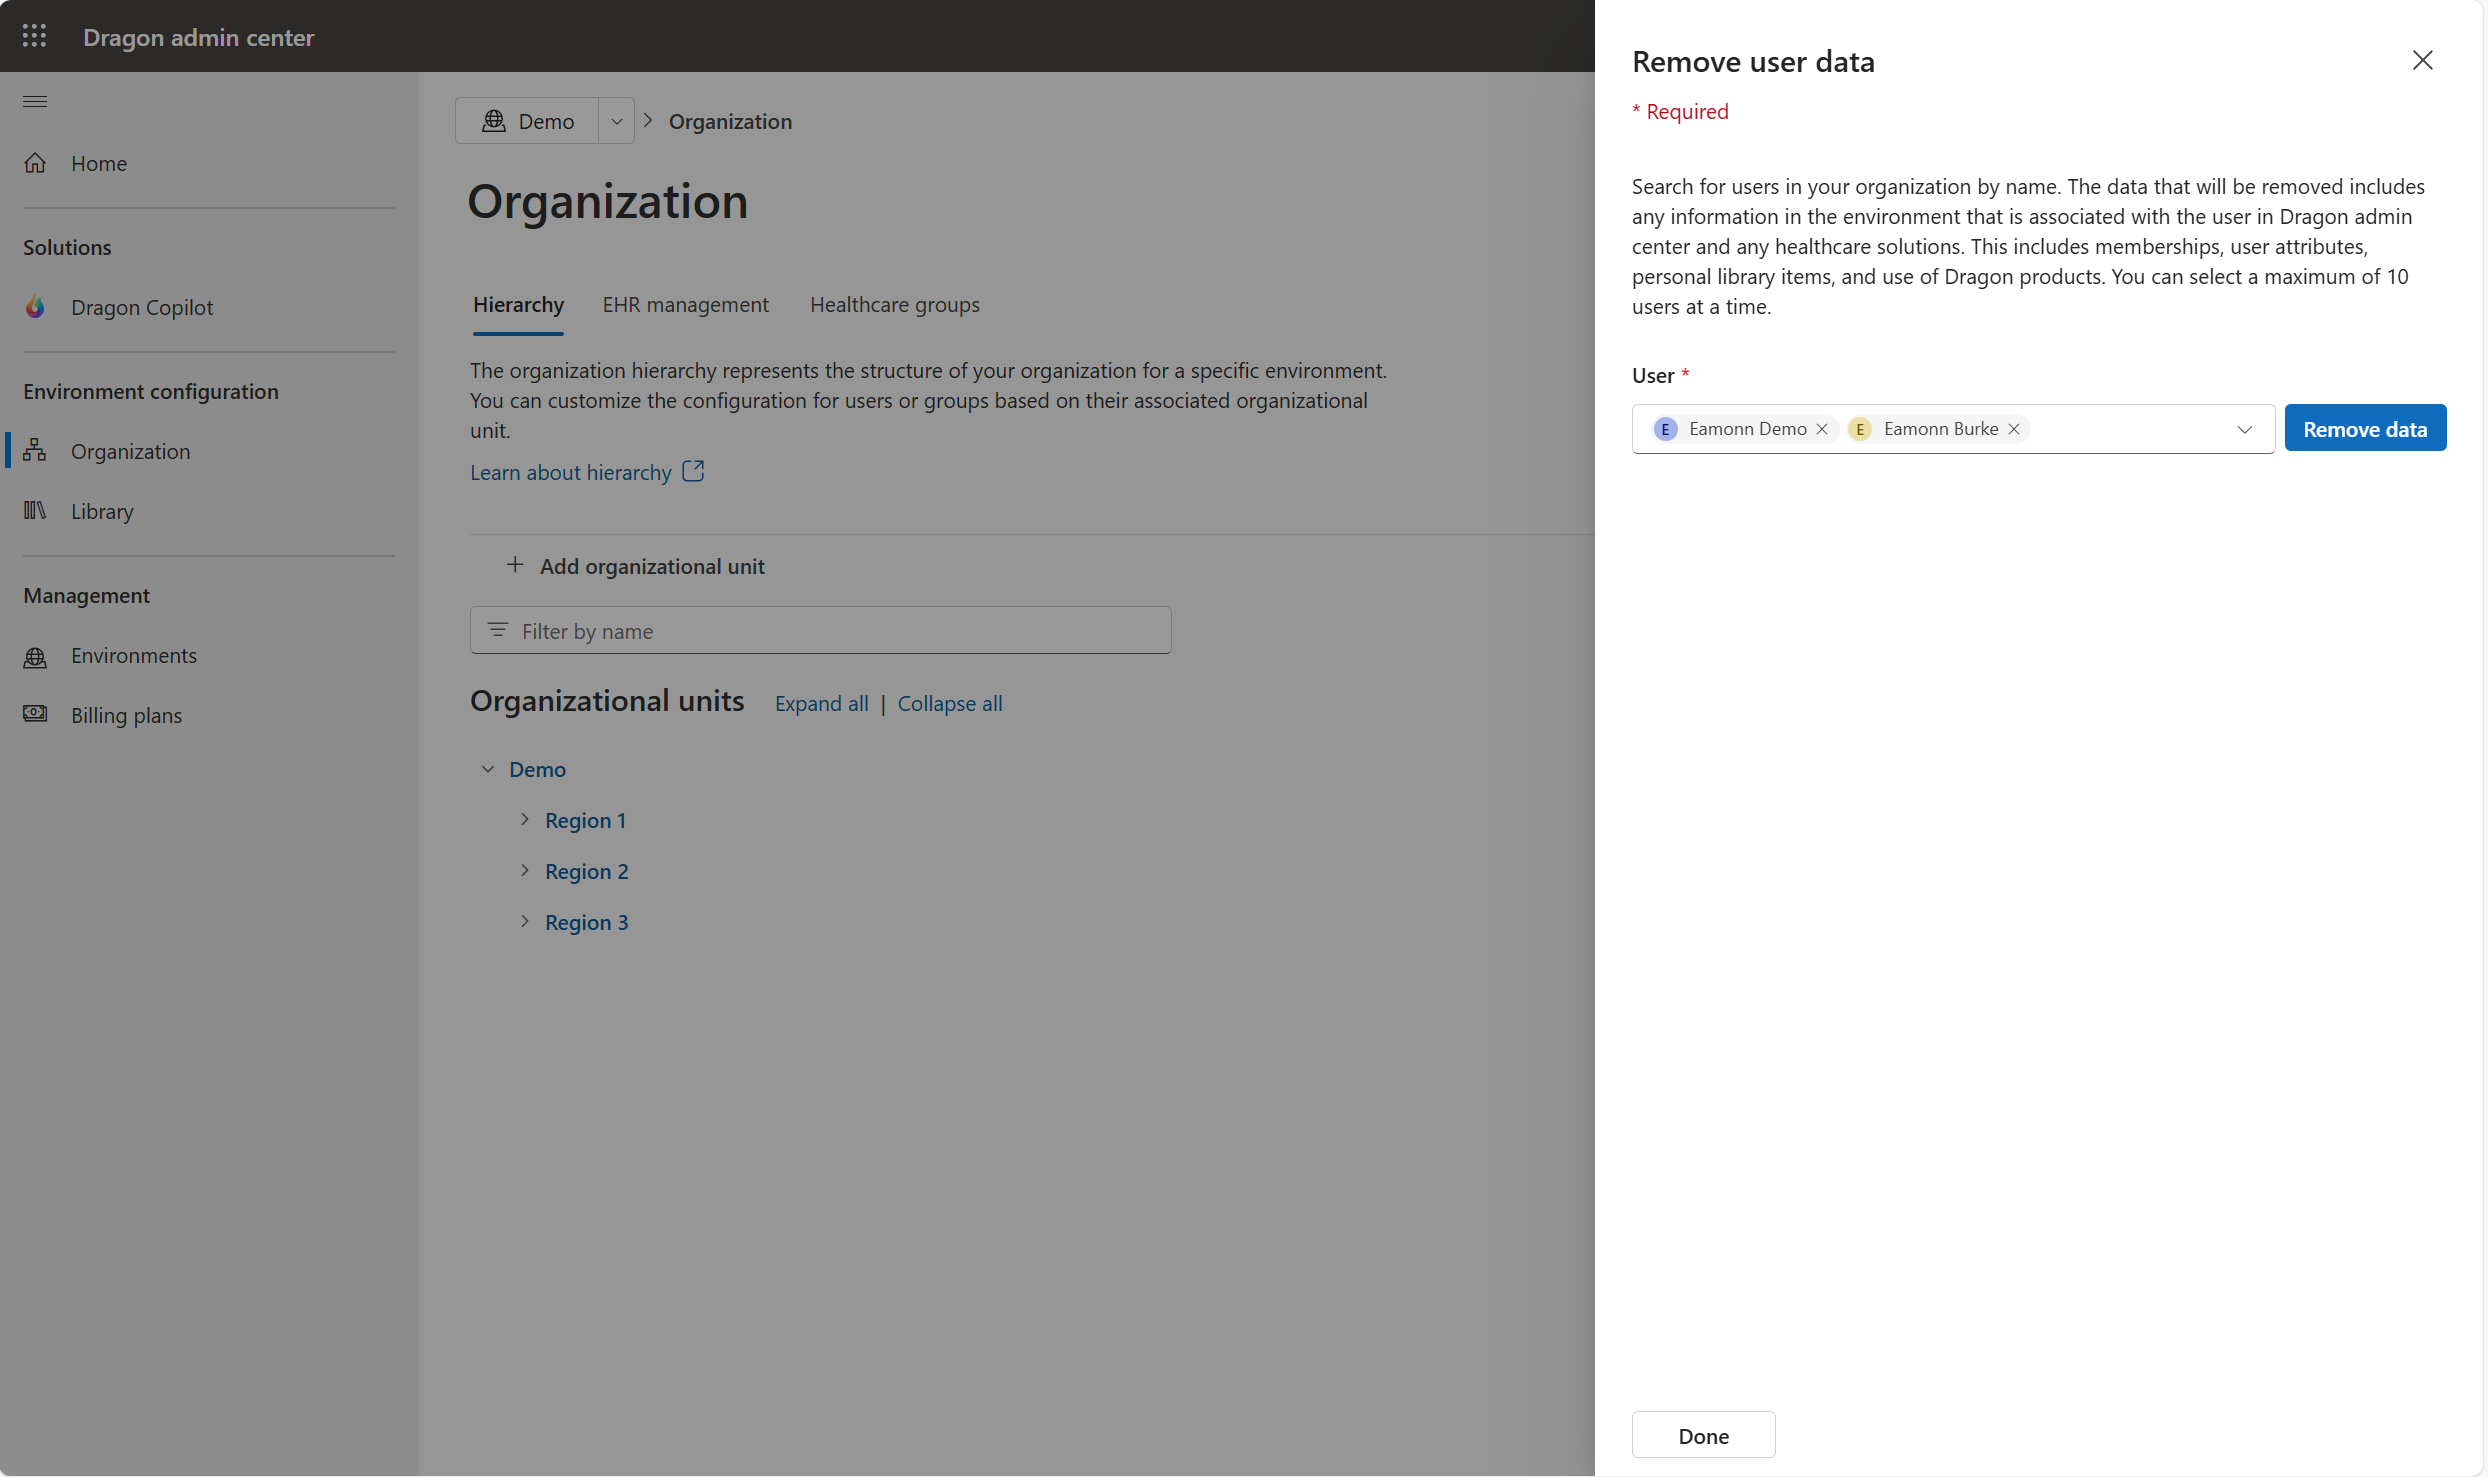 Dragon admin center
Home
Solutions
Dragon Copilot
Environment configuration
Organization
Library
Management
Environments
Billing plans
Demo
Organization
Organization
Hierarchy
EHR management
Healthcare groups
The organization hierarchy represents the structure of your organization for a specific environment.
You can customize the configuration for users or groups based on their associated organizational
unit.
Learn about hierarchy
Add organizational unit
Filter by name
Organizational units
Expand all | Collapse all
Demo
Region 1
Region 2
Region 3
Remove user data
* Required
Search for users in your organization by name. The data that will be removed includes
any information in the environment that is associated with the user in Dragon admin
center and any healthcare solutions. This includes memberships, user attributes,
personal library items, and use of Dragon products. You can select a maximum of 10
users at a time.
User *
E Eamonn Demo
E Eamonn Burke
Remove data
Done